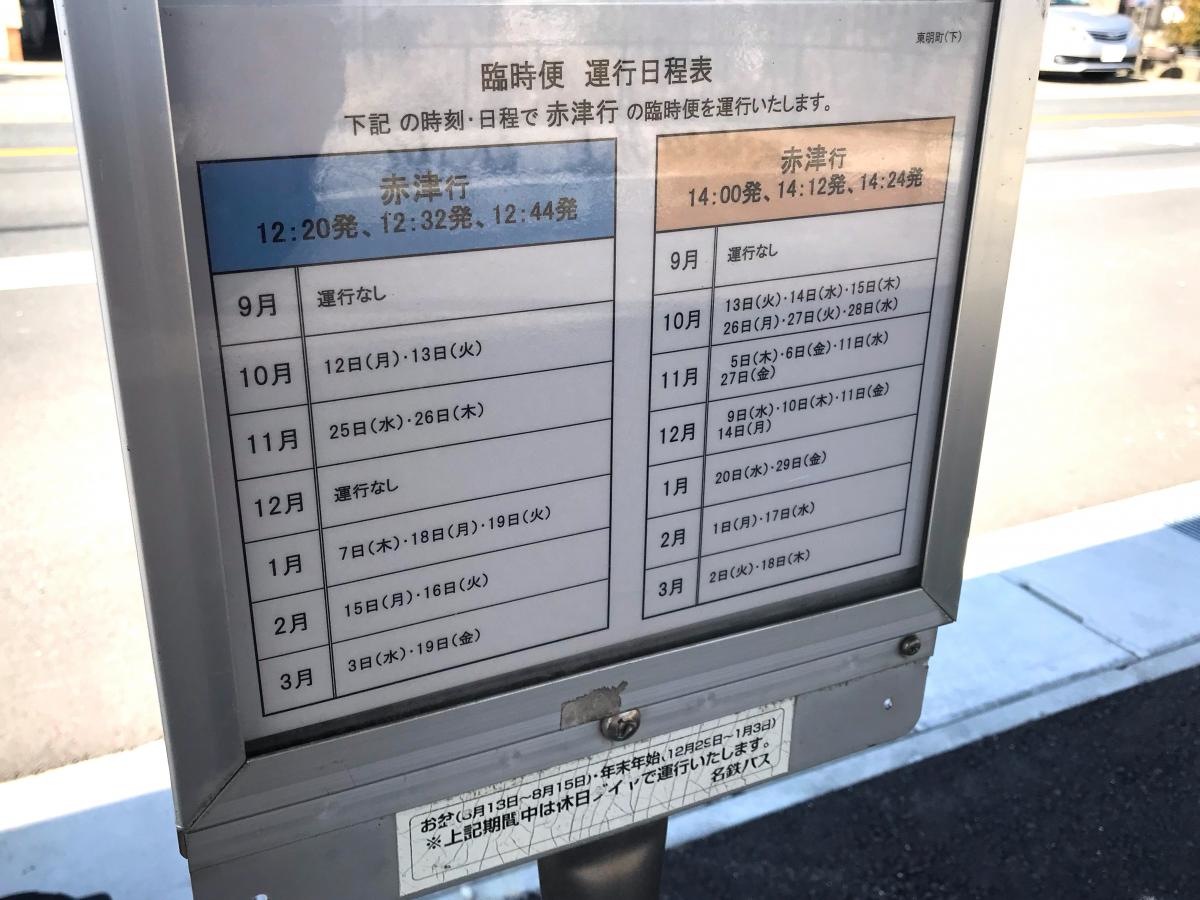 東明町(下)
臨時便 運行日程表
下記 の時刻・日程で 赤津行 の臨時便を運行いたします。
赤津行
12:20発、12:32発、12:44発
9月 運行なし
10月 12日(月)・13日(火)
11月 25日(水)・26日(木)
12月 運行なし
1月 7日(木)・18日(月)・19日(火)
2月 15日(月)・16日(火)
3月 3日(水)・19日(金)
赤津行
14:00発、14:12発、14:24発
9月 運行なし
10月 13日(火)・14日(水)・15日(木)
26日(月)・27日(火)・28日(水)
11月 5日(木)・6日(金)・11日(水)
27日(金)
12月 9日(水)・10日(木)・11日(金)
14日(月)
1月 20日(水)・29日(金)
2月 1日(月)・17日(水)
3月 2日(火)・18日(木)
お盆(8月13日~8月15日)・年末年始(12月29日~1月3日)
※上記期間中は休日ダイヤで運行いたします。
名鉄バス